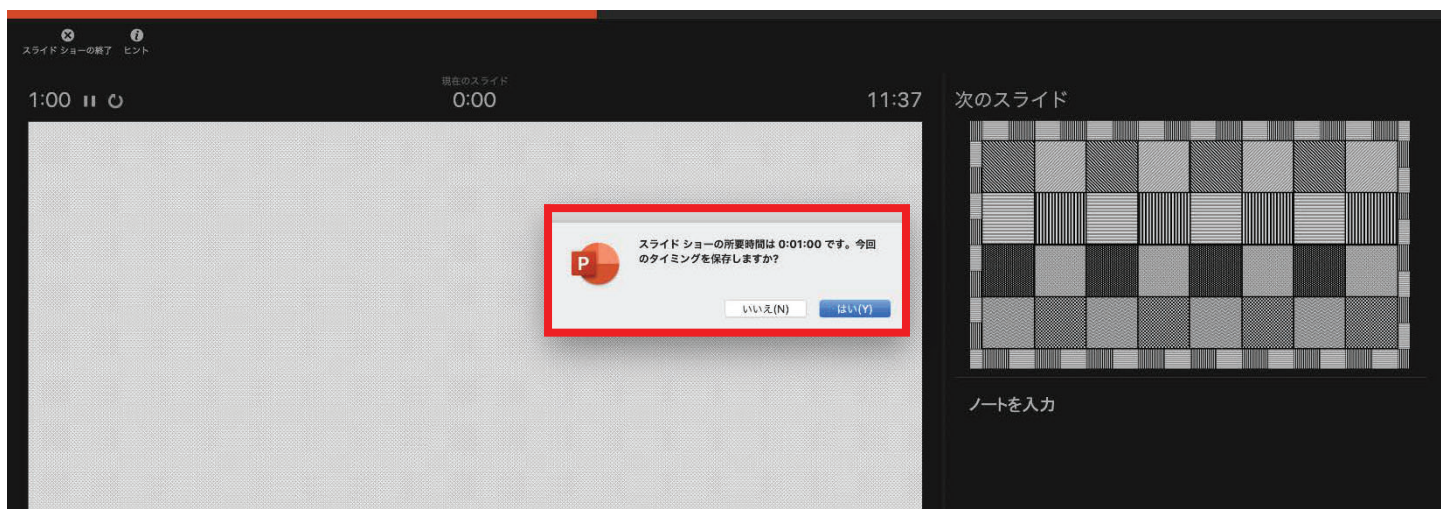 スライド ショーの終了 ヒント
現在のスライド
1:00 0:00 11:37 次のスライド
スライド ショーの所要時間は 0:01:00 です。今回
のタイミングを保存しますか?
P
いいえ(N) はい(Y)
ノートを入力